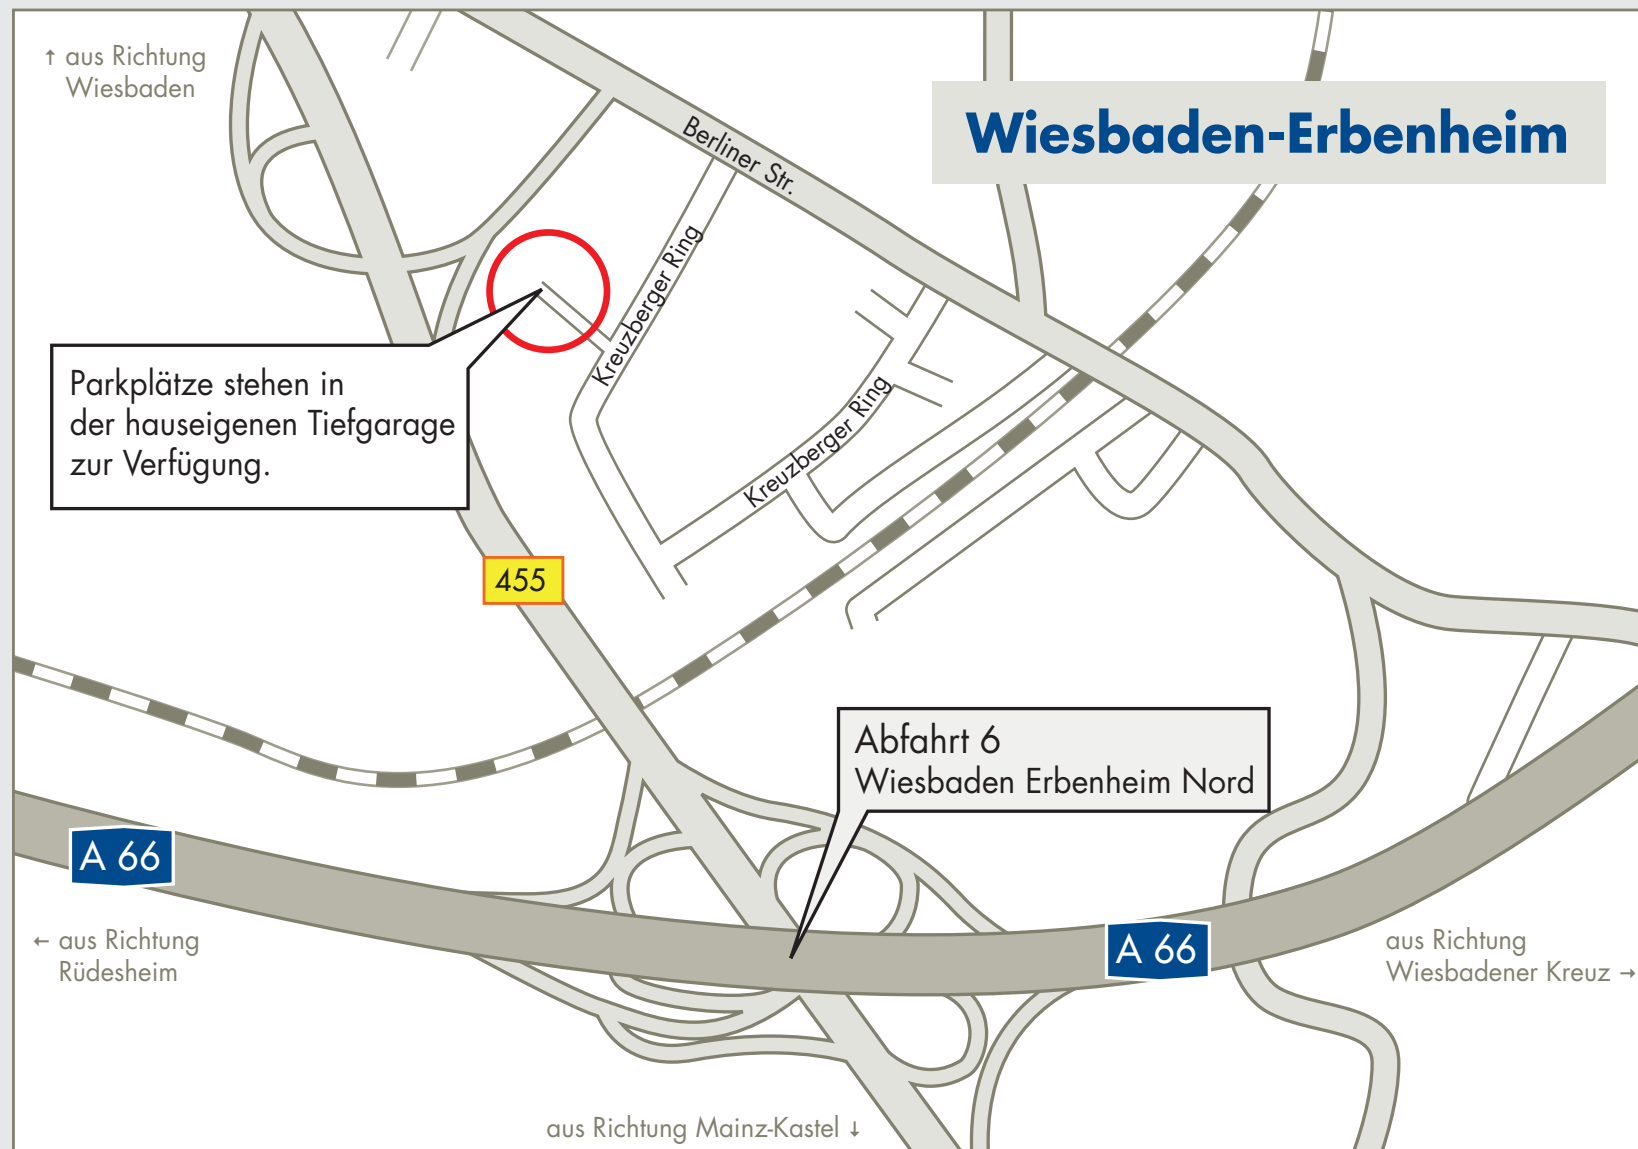 ↑ aus Richtung
Wiesbaden
Berliner Str.
Wiesbaden-Erbenheim
Kreuzberger Ring
Parkplätze stehen in
der hauseigenen Tiefgarage
zur Verfügung.
Kreuzberger Ring
455
Abfahrt 6
Wiesbaden Erbenheim Nord
A 66
← aus Richtung
Rüdesheim
A 66
aus Richtung
Wiesbadener Kreuz →
aus Richtung Mainz-Kastel ↓